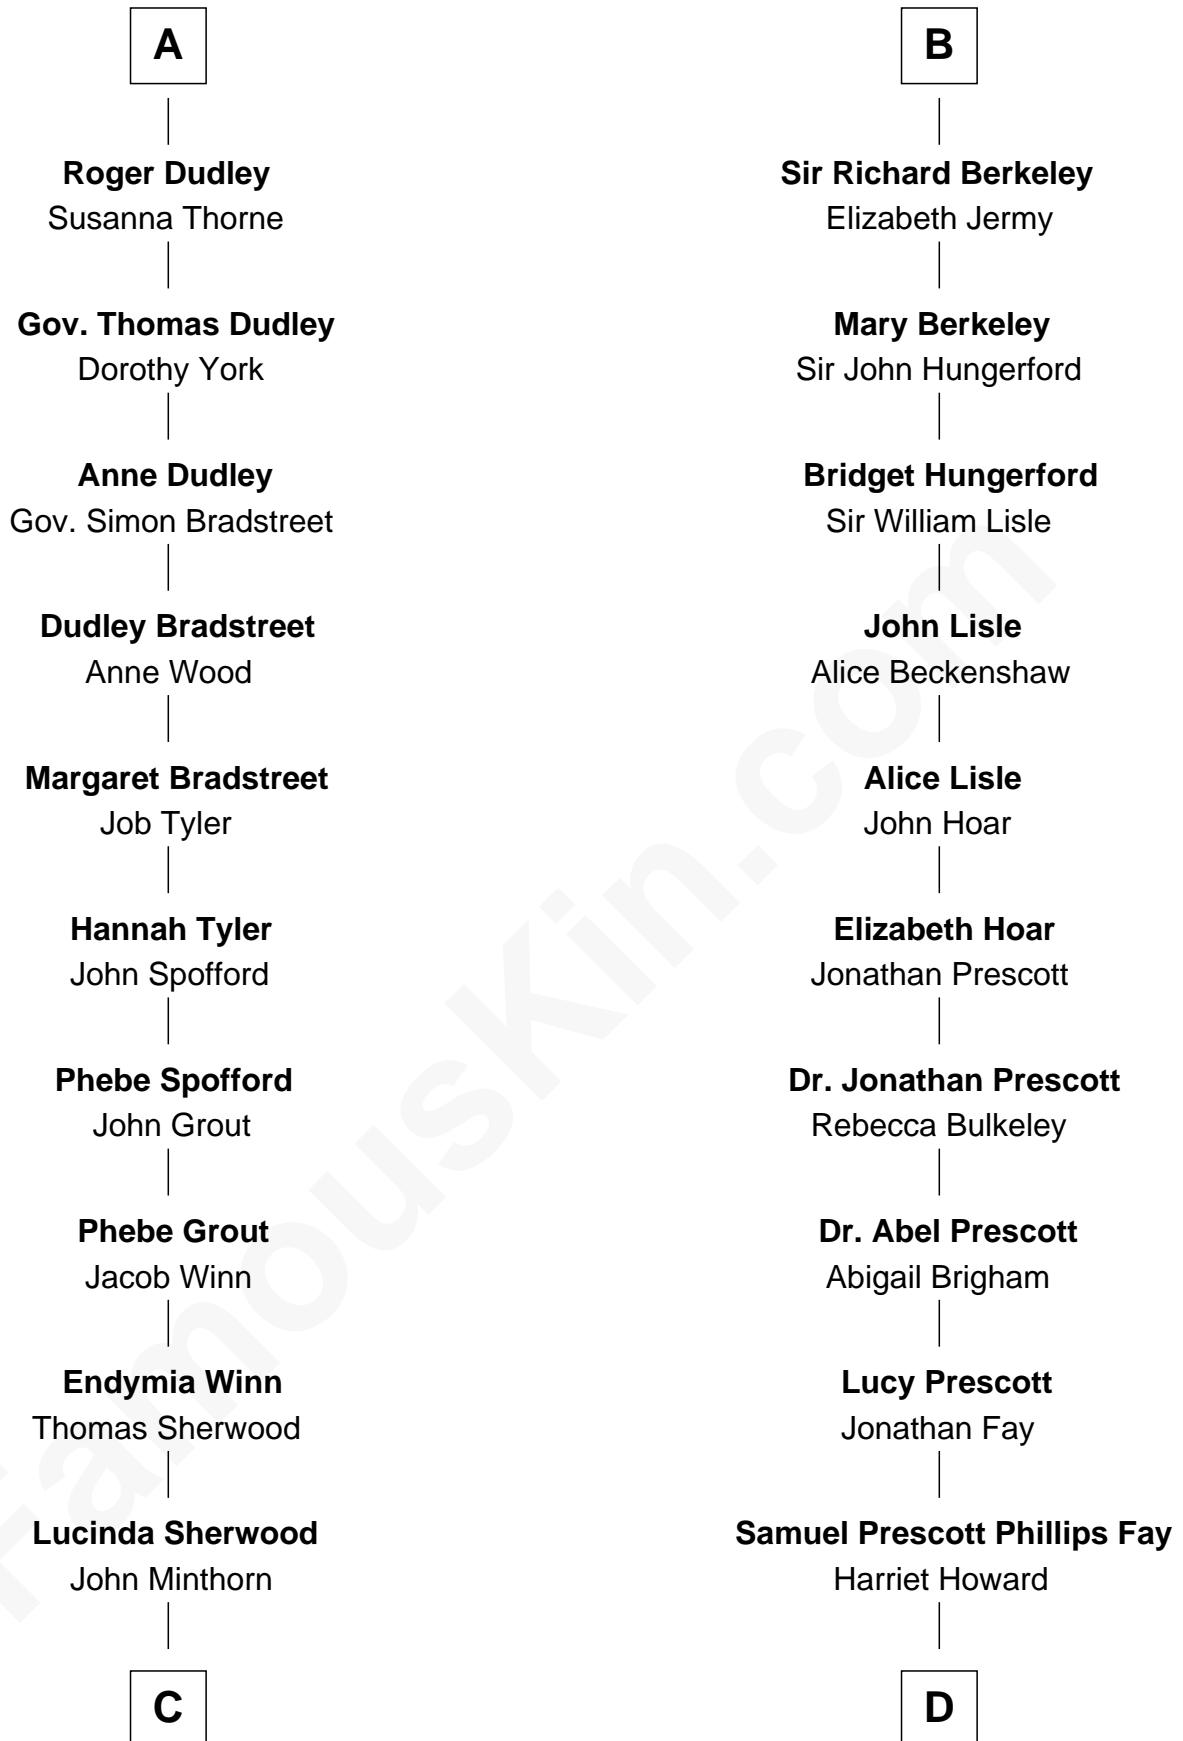 A
Roger Dudley
Susanna Thorne
Gov. Thomas Dudley
Dorothy York
Anne Dudley
Gov. Simon Bradstreet
Dudley Bradstreet
Anne Wood
Margaret Bradstreet
Job Tyler
Hannah Tyler
John Spofford
Phebe Spofford
John Grout
Phebe Grout
Jacob Winn
Endymia Winn
Thomas Sherwood
Lucinda Sherwood
John Minthorn
C
B
Sir Richard Berkeley
Elizabeth Jermy
Mary Berkeley
Sir John Hungerford
Bridget Hungerford
Sir William Lisle
John Lisle
Alice Beckenshaw
Alice Lisle
John Hoar
Elizabeth Hoar
Jonathan Prescott
Dr. Jonathan Prescott
Rebecca Bulkeley
Dr. Abel Prescott
Abigail Brigham
Lucy Prescott
Jonathan Fay
Samuel Prescott Phillips Fay
Harriet Howard
D
FamousKin.com